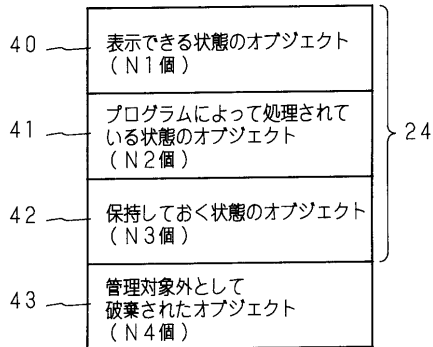 40
表示できる状態のオブジェクト
(N1個)
41
プログラムによって処理されて
いる状態のオブジェクト
(N2個)
24
42
保持しておく状態のオブジェクト
(N3個)
43
管理対象外として
破棄されたオブジェクト
(N4個)